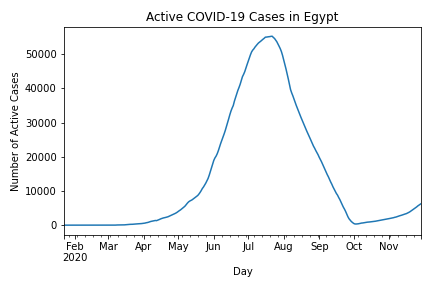 Active COVID-19 Cases in Egypt
50000
40000
30000
20000
10000
0
Number of Active Cases
Feb Mar Apr May Jun Jul Aug Sep Oct Nov
2020
Day